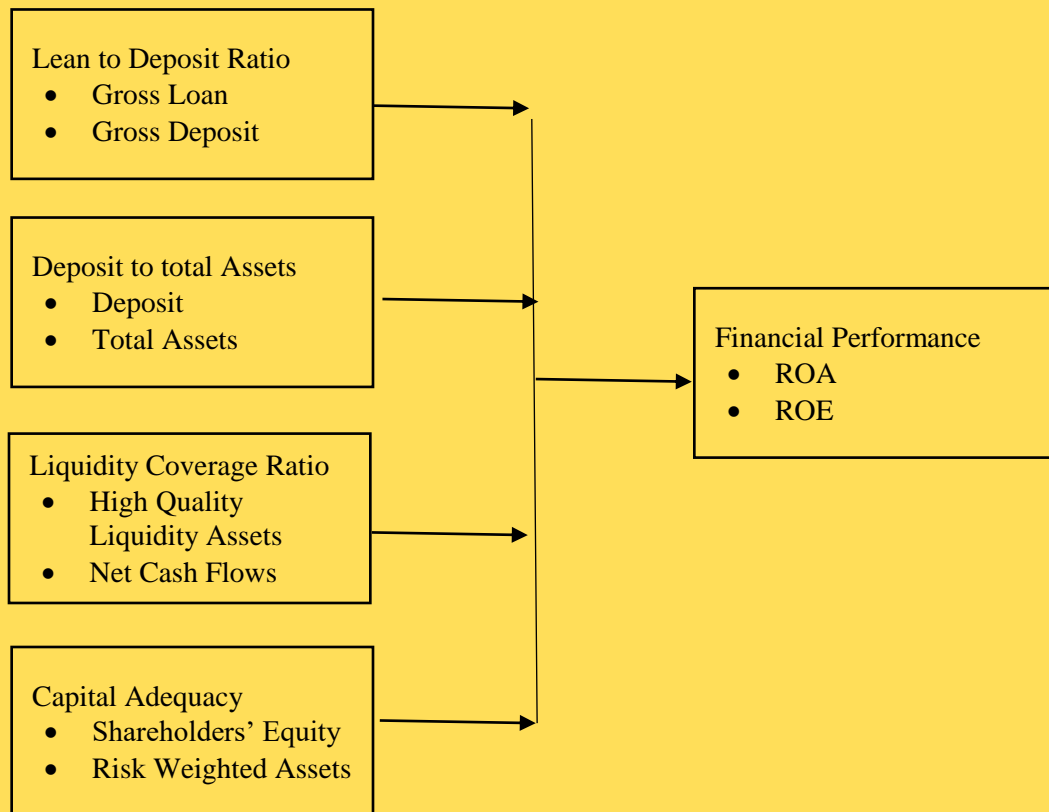 Lean to Deposit Ratio
• Gross Loan
• Gross Deposit
Deposit to total Assets
• Deposit
• Total Assets
Liquidity Coverage Ratio
• High Quality
Liquidity Assets
• Net Cash Flows
Capital Adequacy
• Shareholders’ Equity
• Risk Weighted Assets
Financial Performance
• ROA
• ROE